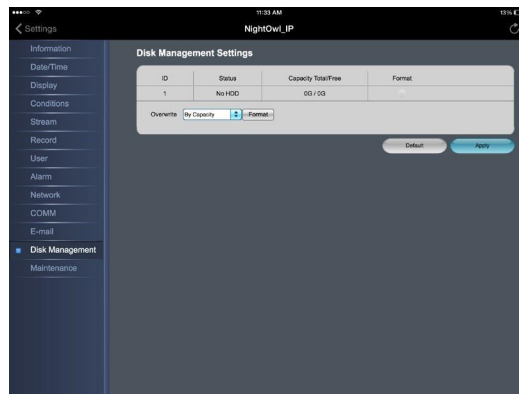 11:33 AM
13%
Settings
NightOwl_IP
Information
Date/Time
Display
Conditions
Stream
Record
User
Alarm
Network
COMM
E-mail
Disk Management
Maintenance
Disk Management Settings
ID Status Capacity Total/Free Format
1 No HDD 0G / 0G
Overwrite By Capacity Format
Default Apply